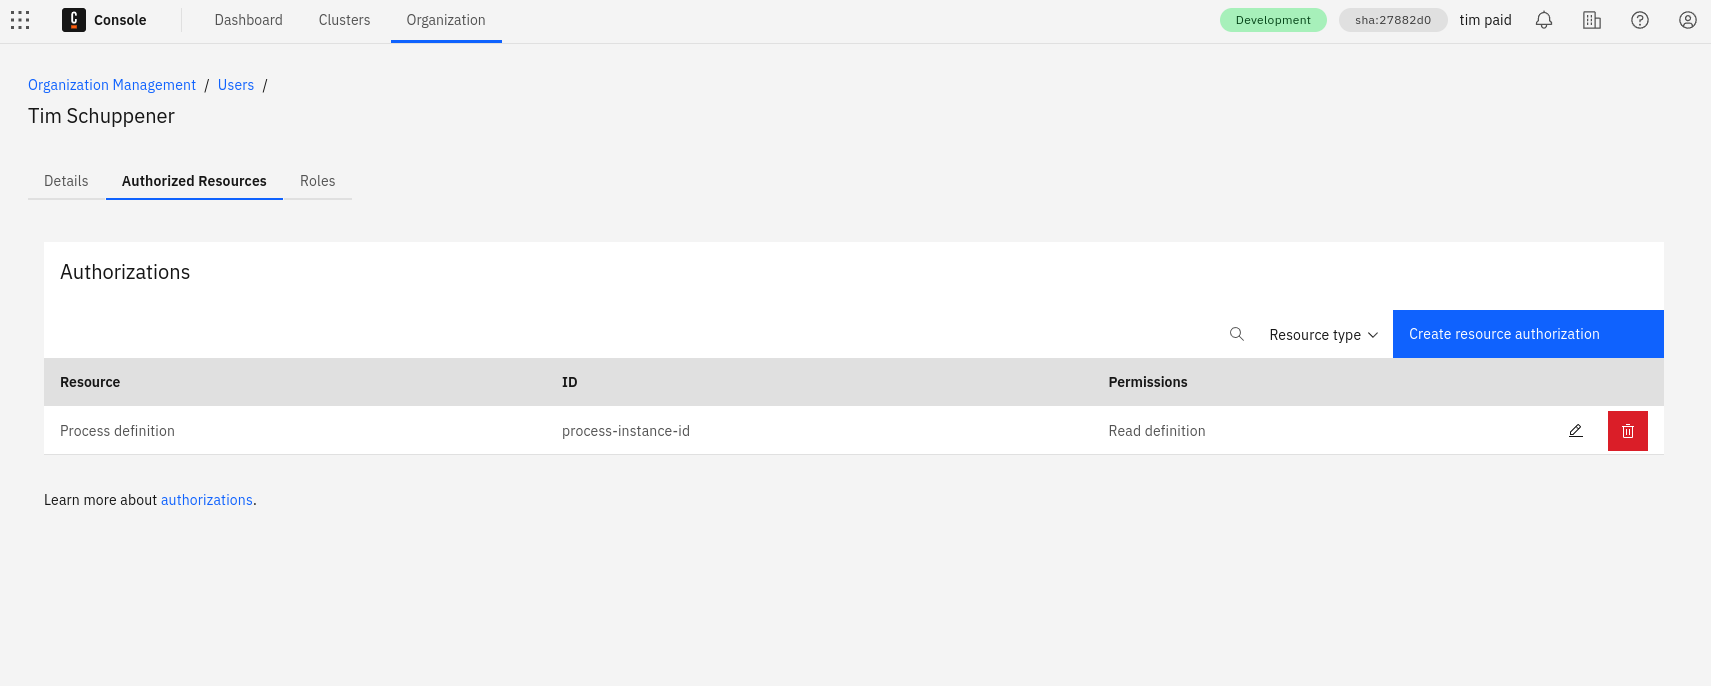 Console Dashboard Clusters Organization Development sha:27882d0 tim paid
Organization Management / Users /
Tim Schuppener
Details Authorized Resources Roles
Authorizations
Resource type Create resource authorization
Resource ID Permissions
Process definition process-instance-id Read definition
Learn more about authorizations.